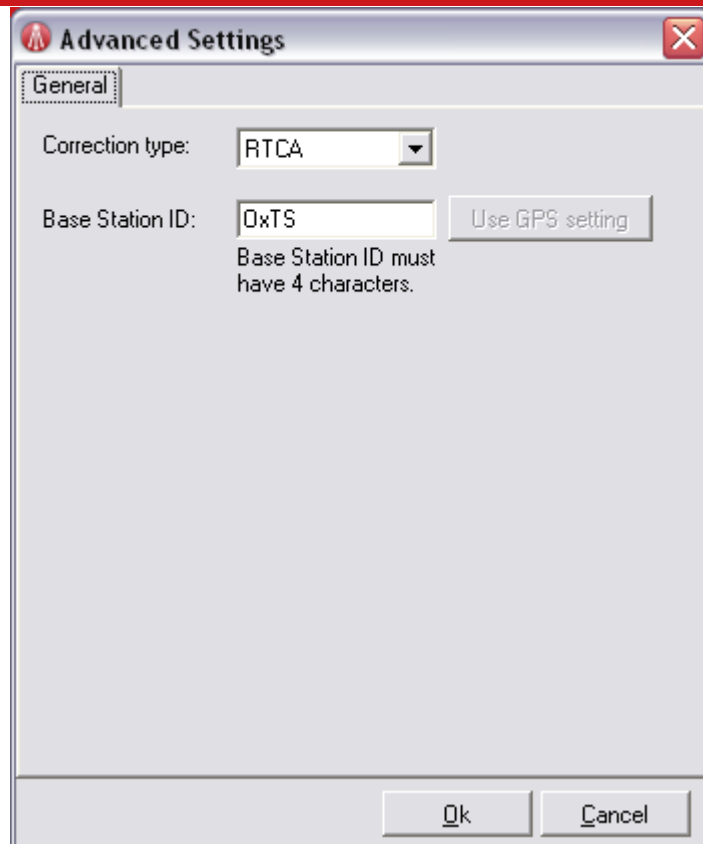 Advanced Settings
General
Correction type: RTCA
Base Station ID: OxTS Use GPS setting
Base Station ID must
have 4 characters.
Ok Cancel